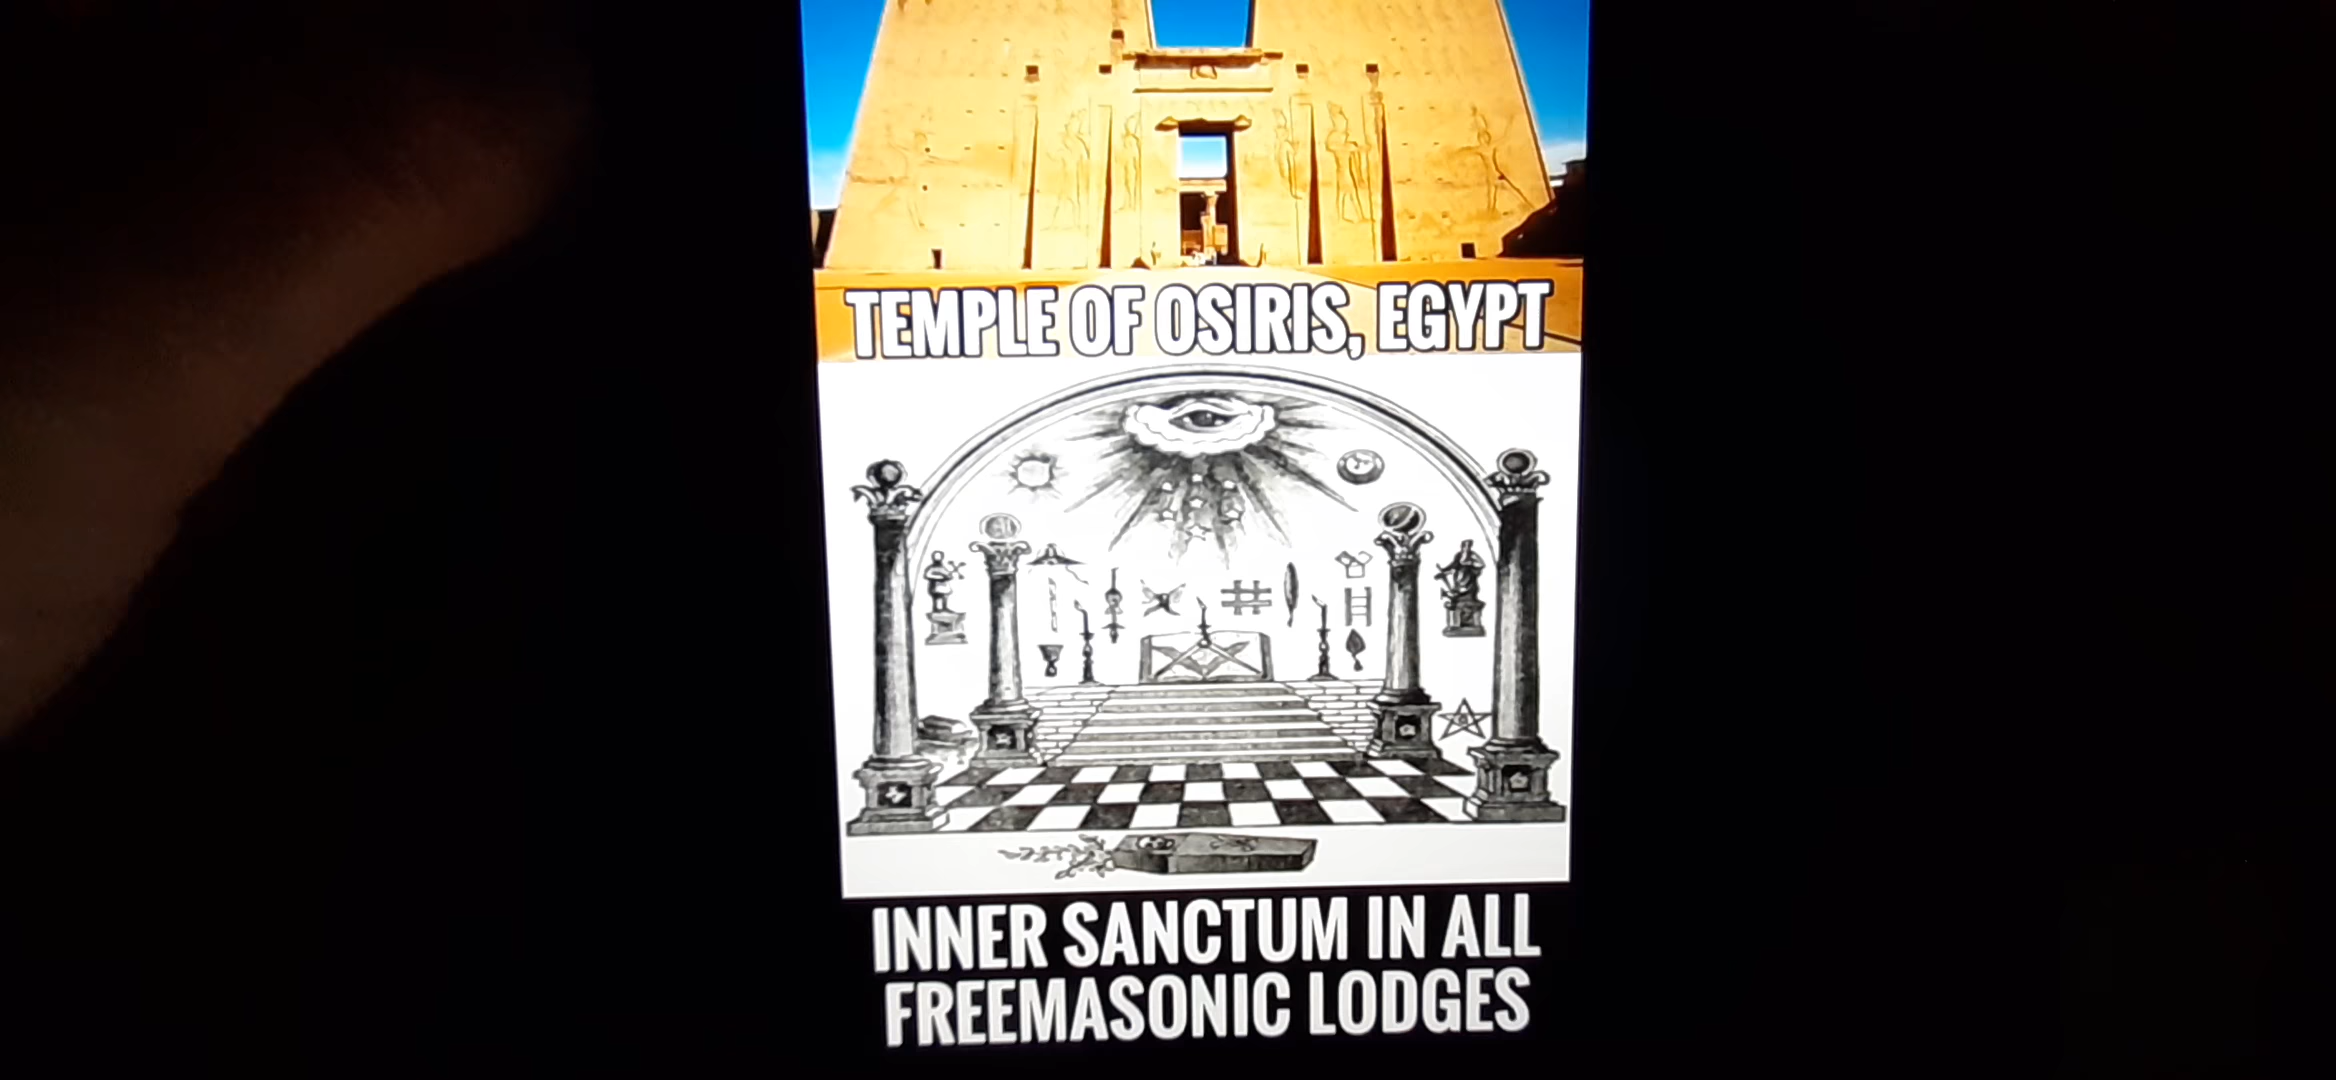 TEMPLE OF OSIRIS, EGYPT
INNER SANCTUM IN ALL
FREEMASONIC LODGES